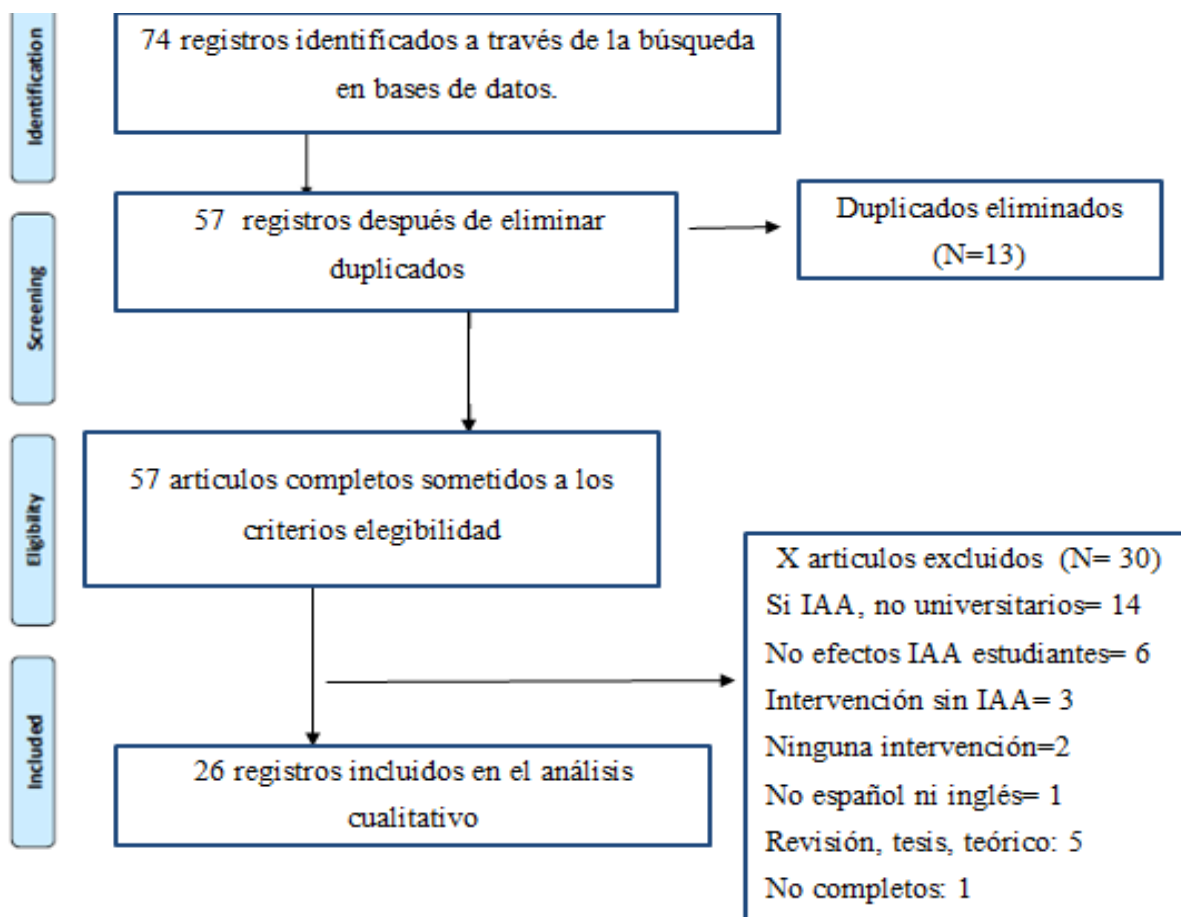 Identification
74 registros identificados a través de la búsqueda
en bases de datos.
Screening
57 registros después de eliminar
duplicados
Duplicados eliminados
(N=13)
Eligibility
57 articulos completos sometidos a los
criterios elegibilidad
X artículos excluidos (N= 30)
Si IAA, no universitarios= 14
No efectos IAA estudiantes= 6
Intervención sin IAA= 3
Ninguna intervención=2
No español ni inglés= 1
Revisión, tesis, teórico: 5
No completos: 1
Included
26 registros incluidos en el análisis
cualitativo